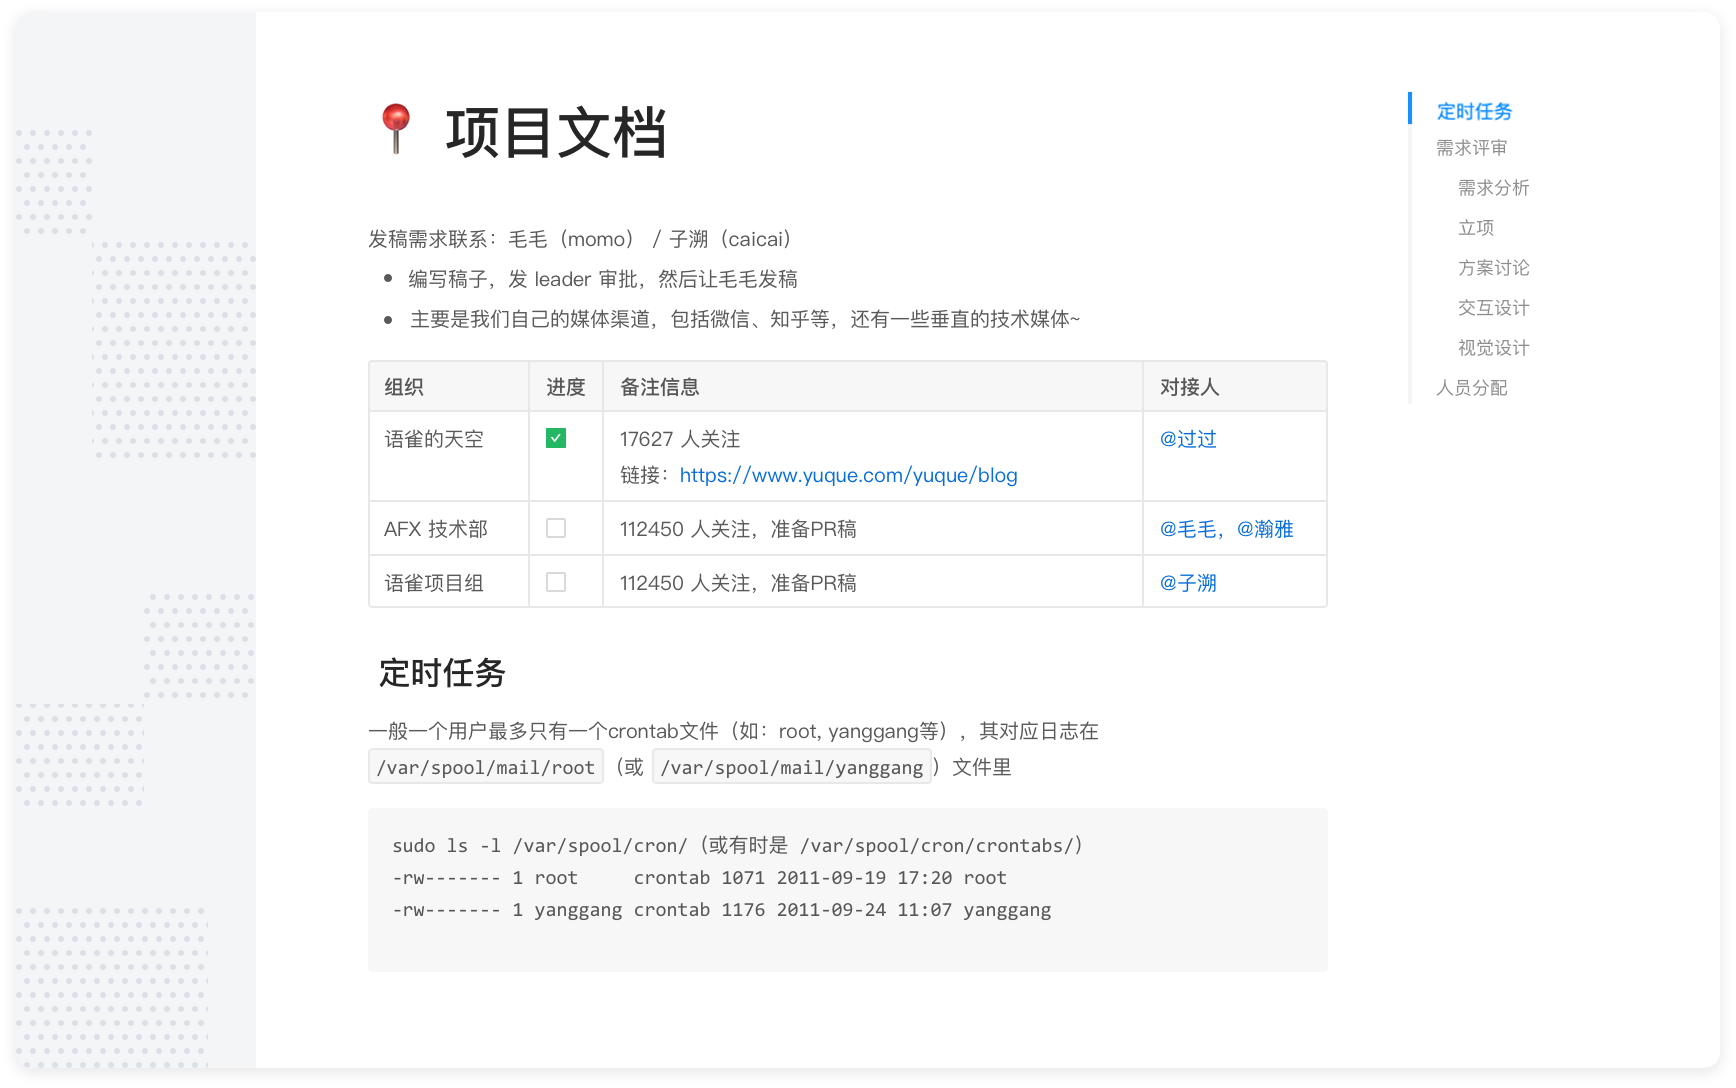 项目文档
发稿需求联系：毛毛（momo） / 子溯（caicai）
编写稿子，发 leader 审批，然后让毛毛发稿
主要是我们自己的媒体渠道，包括微信、知乎等，还有一些垂直的技术媒体~
组织 进度 备注信息 对接人
语雀的天空 17627 人关注 @过过
链接：https://www.yuque.com/yuque/blog
AFX 技术部 112450 人关注，准备PR稿 @毛毛，@瀚雅
语雀项目组 112450 人关注，准备PR稿 @子溯
定时任务
一般一个用户最多只有一个crontab文件（如：root, yanggang等）, 其对应日志在
/var/spool/mail/root（或 /var/spool/mail/yanggang）文件里
sudo ls -l /var/spool/cron/（或有时是 /var/spool/cron/crontabs/）
-rw------- 1 root     crontab 1071 2011-09-19 17:20 root
-rw------- 1 yanggang crontab 1176 2011-09-24 11:07 yanggang
定时任务
需求评审
需求分析
立项
方案讨论
交互设计
视觉设计
人员分配